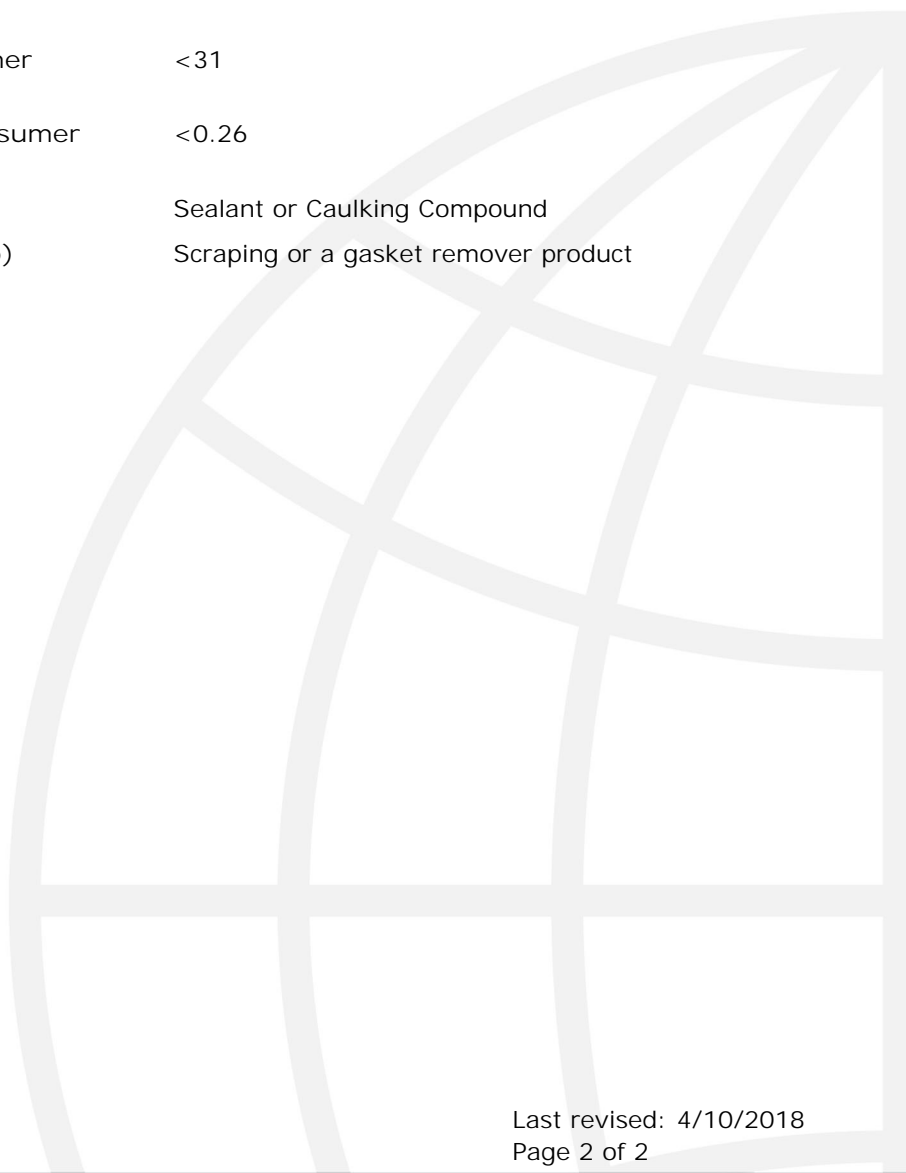 ner <31
sumer <0.26
Sealant or Caulking Compound
) Scraping or a gasket remover product
Last revised: 4/10/2018
Page 2 of 2